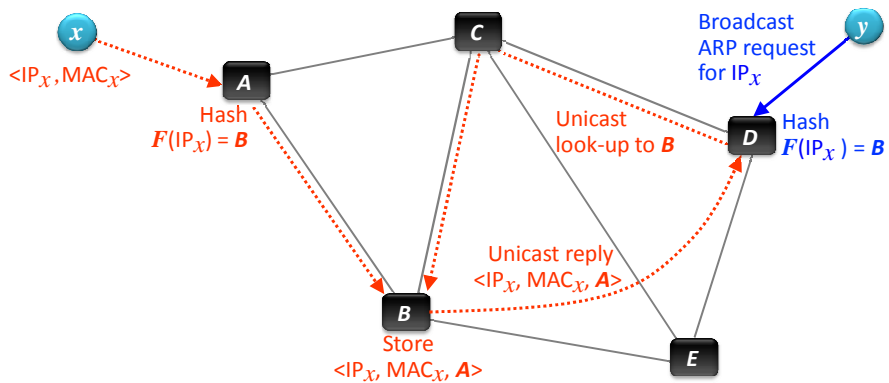 x
<IPx, MACx>
A
Hash
F(IPx) = B
C
Broadcast
ARP request
for IPx
y
Unicast
look-up to B
D
Hash
F(IPx ) = B
Unicast reply
<IPx, MACx, A>
B
Store
<IPx, MACx, A>
E